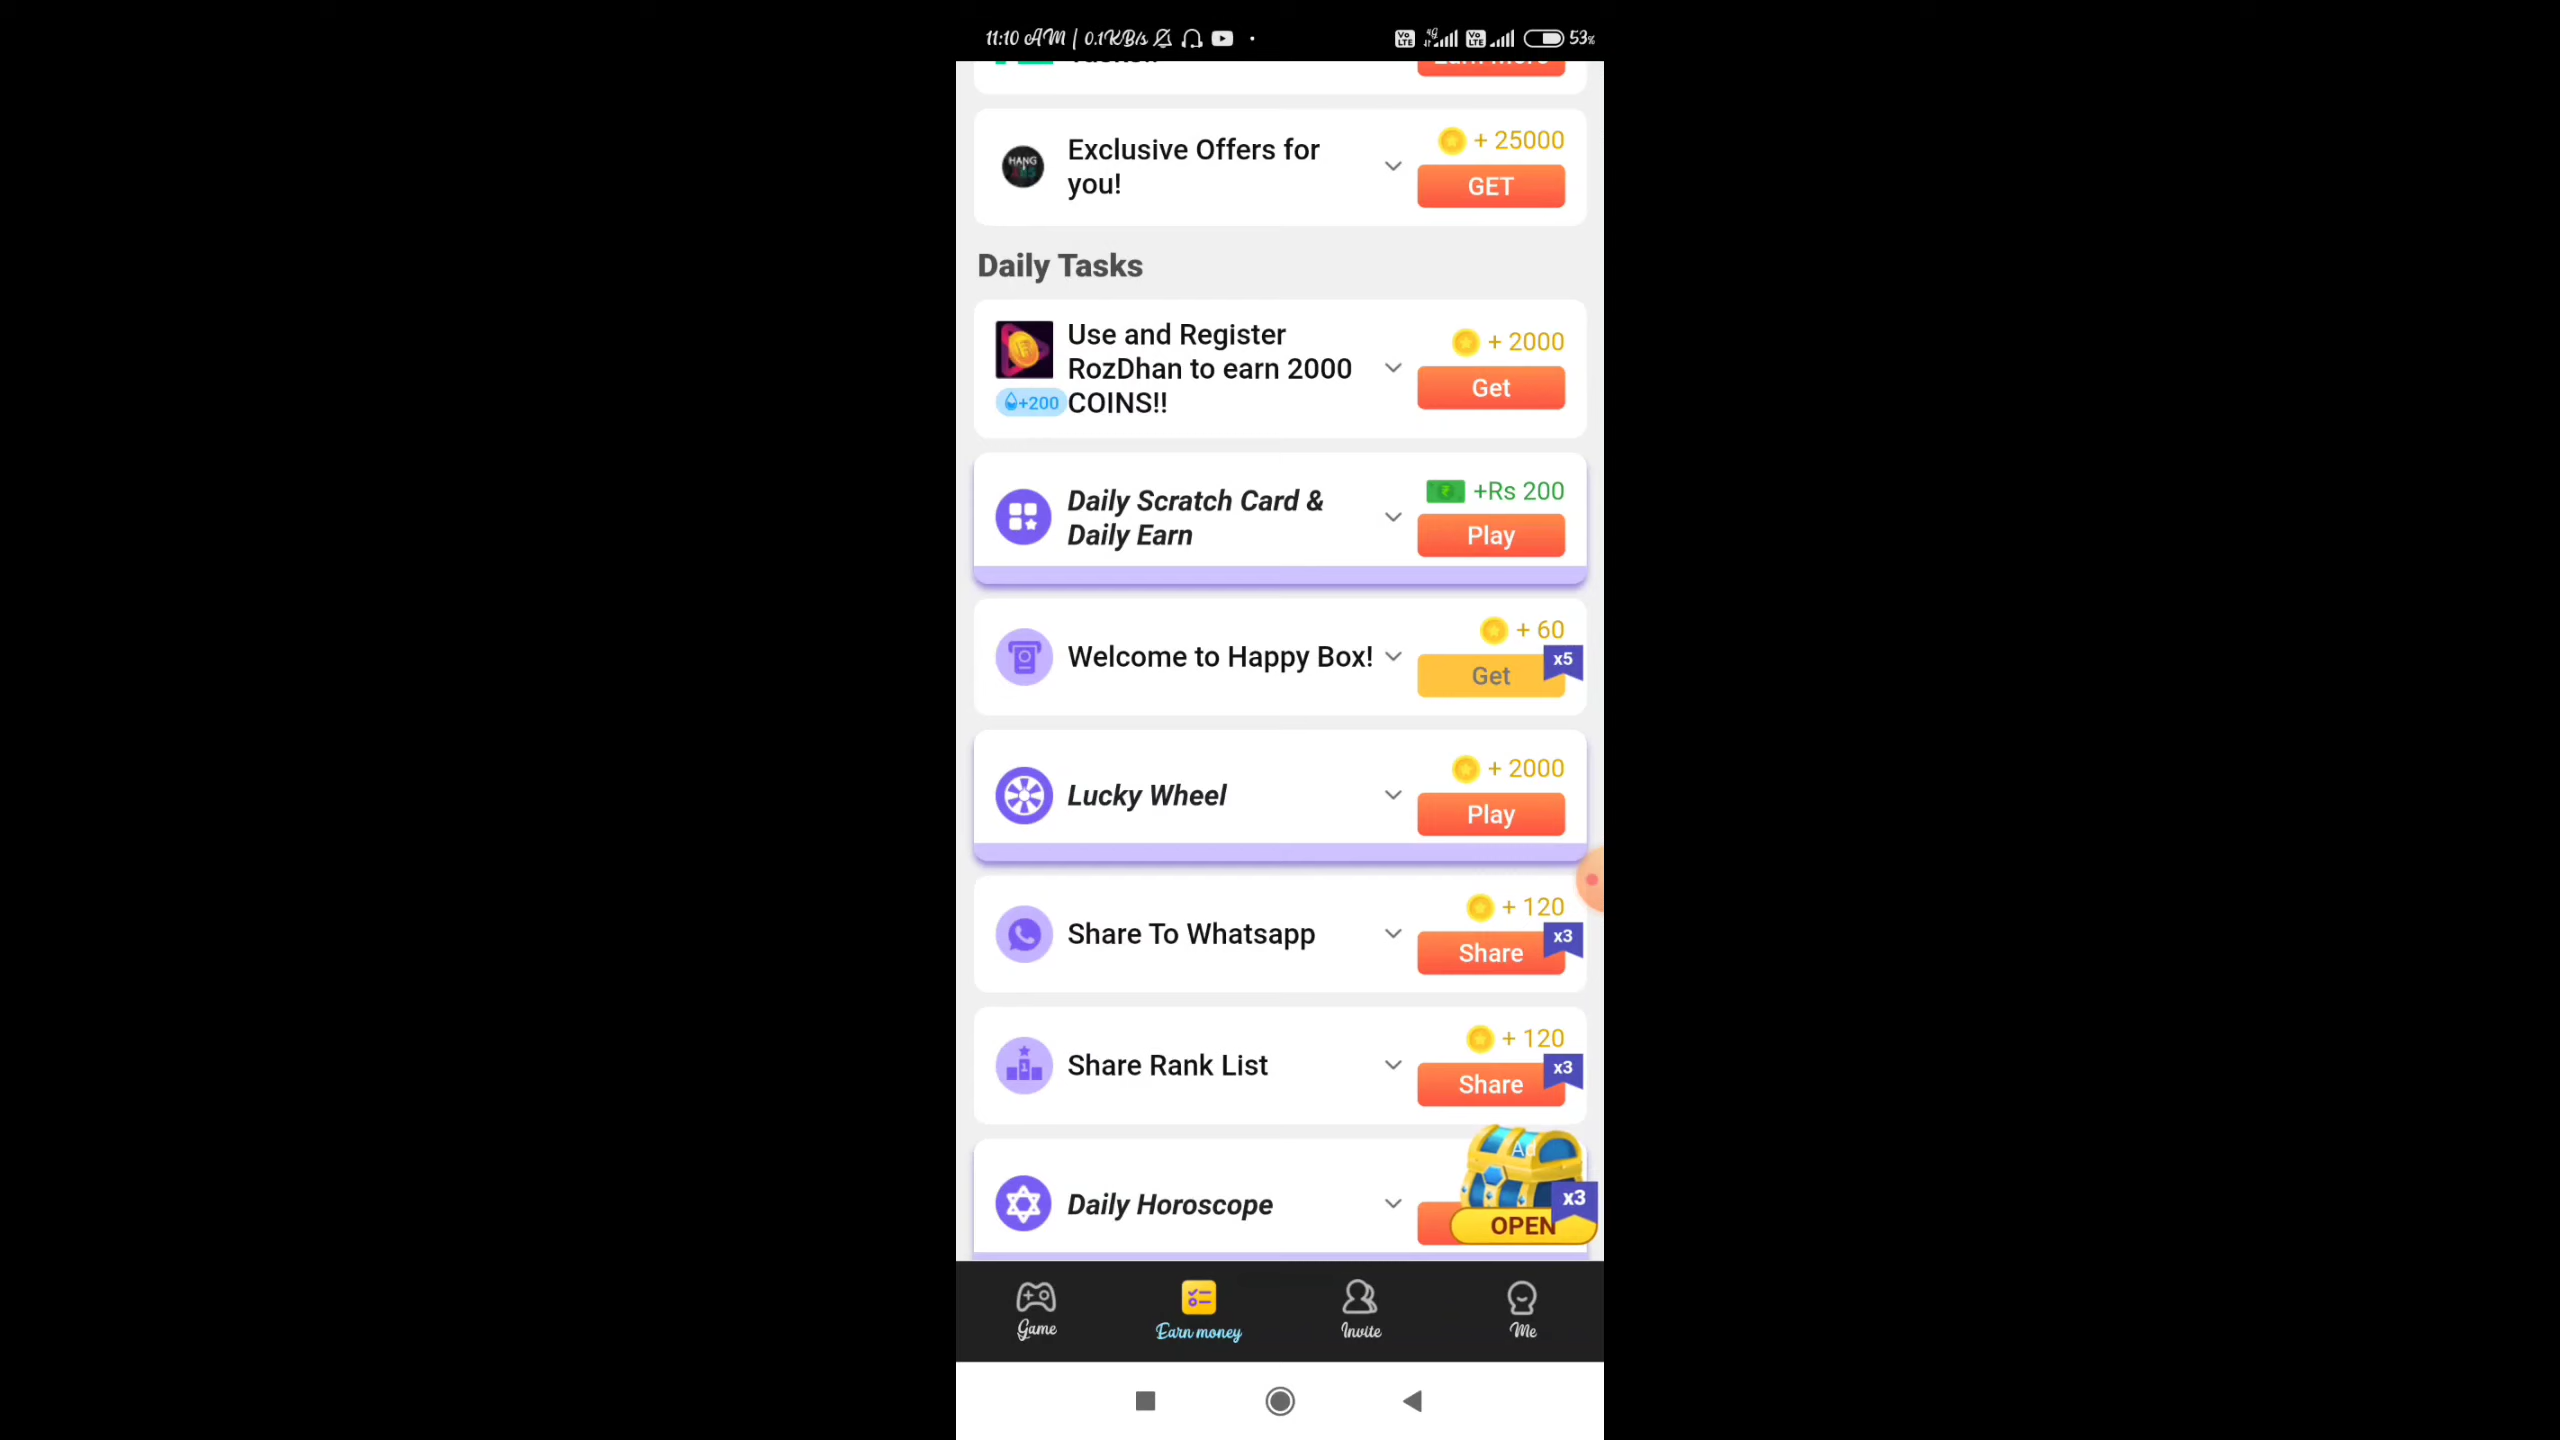 11:10 AM | 0.1KB/s
53%
Exclusive Offers for
you!
+ 25000
GET
Daily Tasks
Use and Register
RozDhan to earn 2000
COINS!!
+200
+ 2000
Get
Daily Scratch Card &
Daily Earn
+Rs 200
Play
Welcome to Happy Box!
+ 60
Get
x5
Lucky Wheel
+ 2000
Play
Share To Whatsapp
+ 120
Share
x3
Share Rank List
+ 120
Share
x3
Daily Horoscope
x3
OPEN
Game
Earn money
Invite
Me